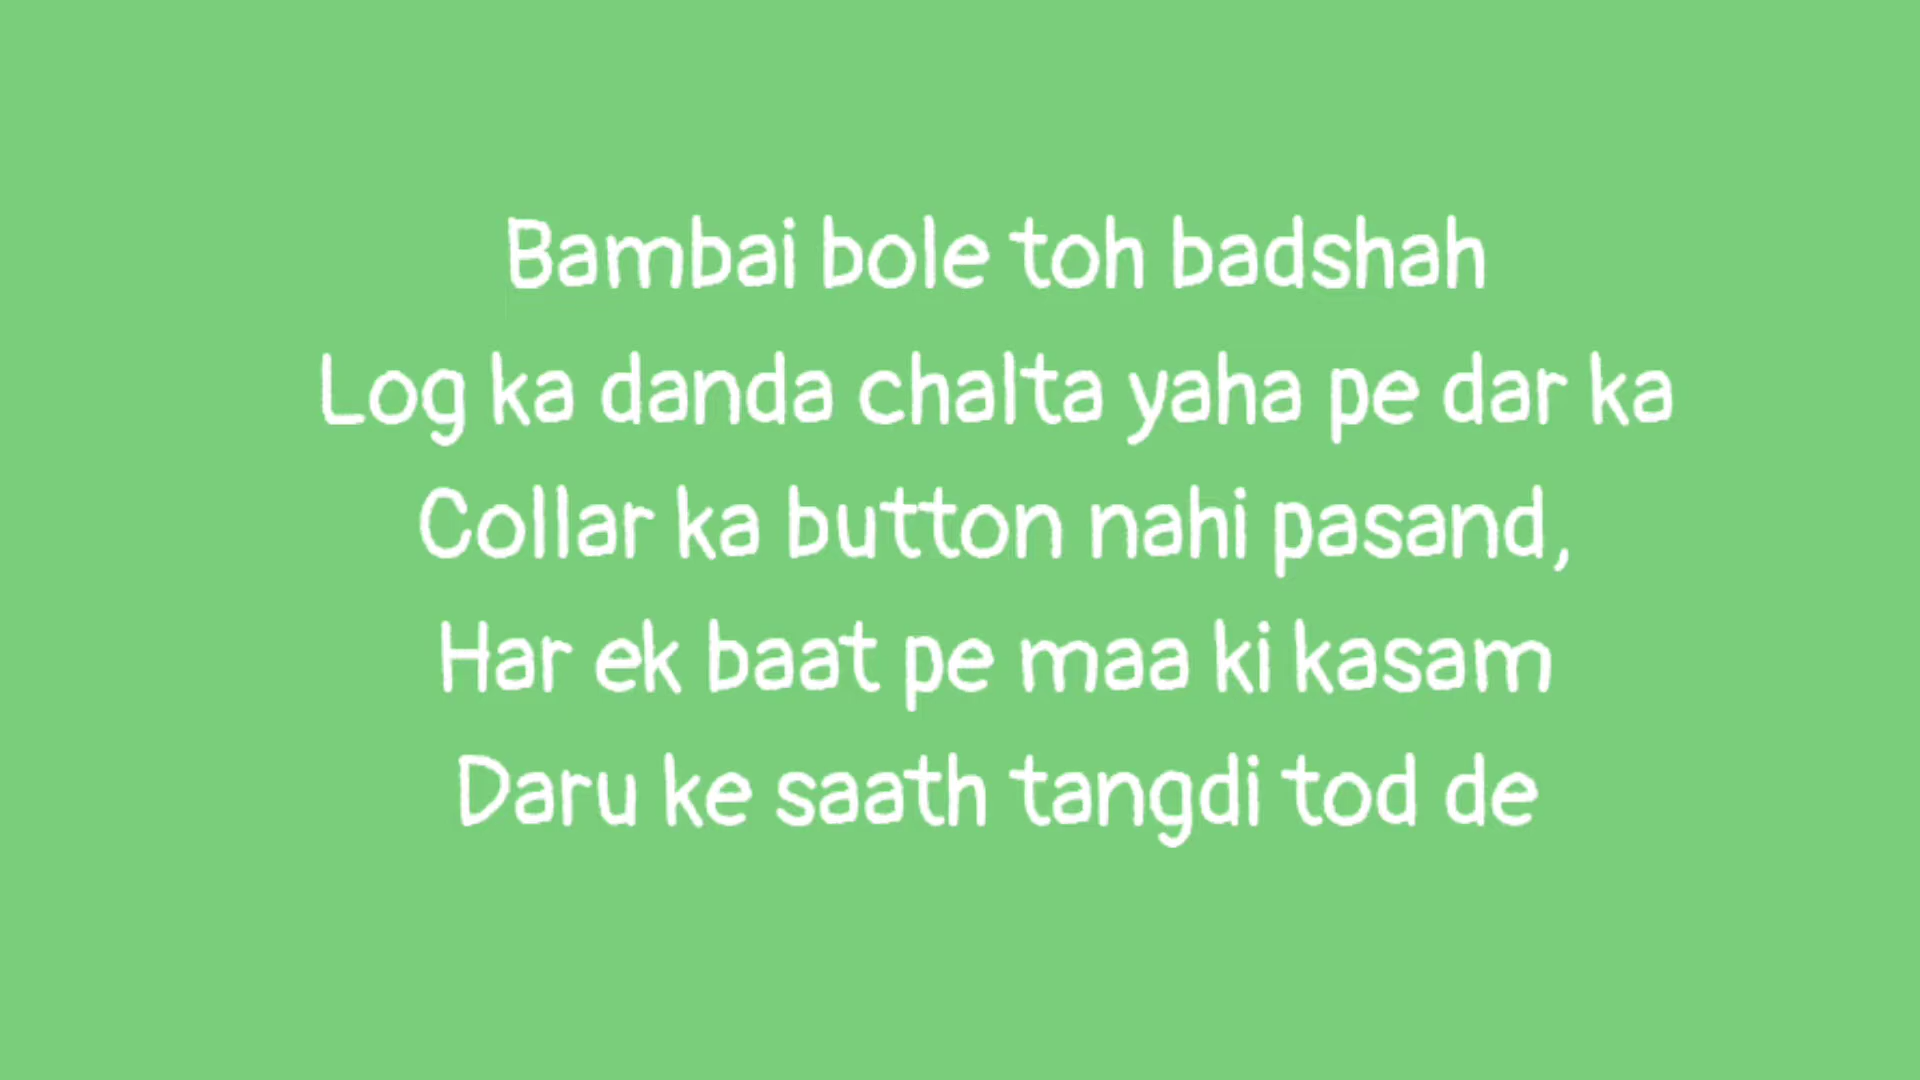 Bambai bole toh badshah
Log ka danda chalta yaha pe dar ka
Collar ka button nahi pasand,
Har ek baat pe maa ki kasam
Daru ke saath tangdi tod de